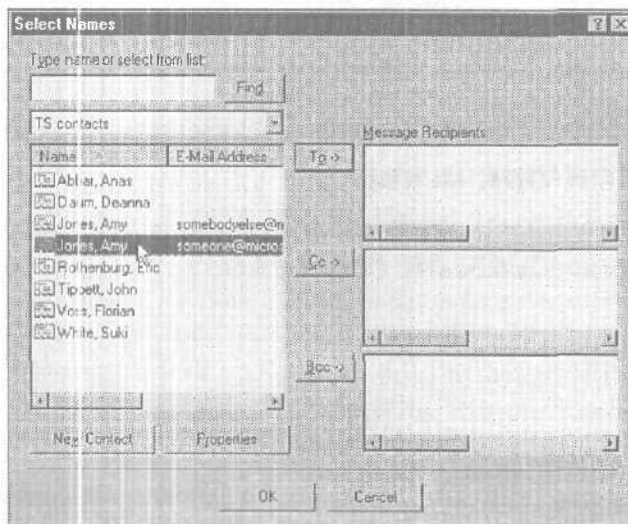 Select Names
Type name or select from list:
Find...
TS contacts
Name E-Mail Address
Abbar, Anas
Daum, Deanna
Jones, Amy somebodyelse@m
Jones, Amy someone@micros
Rothenburg, Eric
Tippett, John
Voss, Florian
White, Suki
New Contact Properties
To ->
Cc ->
Bcc ->
Message Recipients
OK Cancel